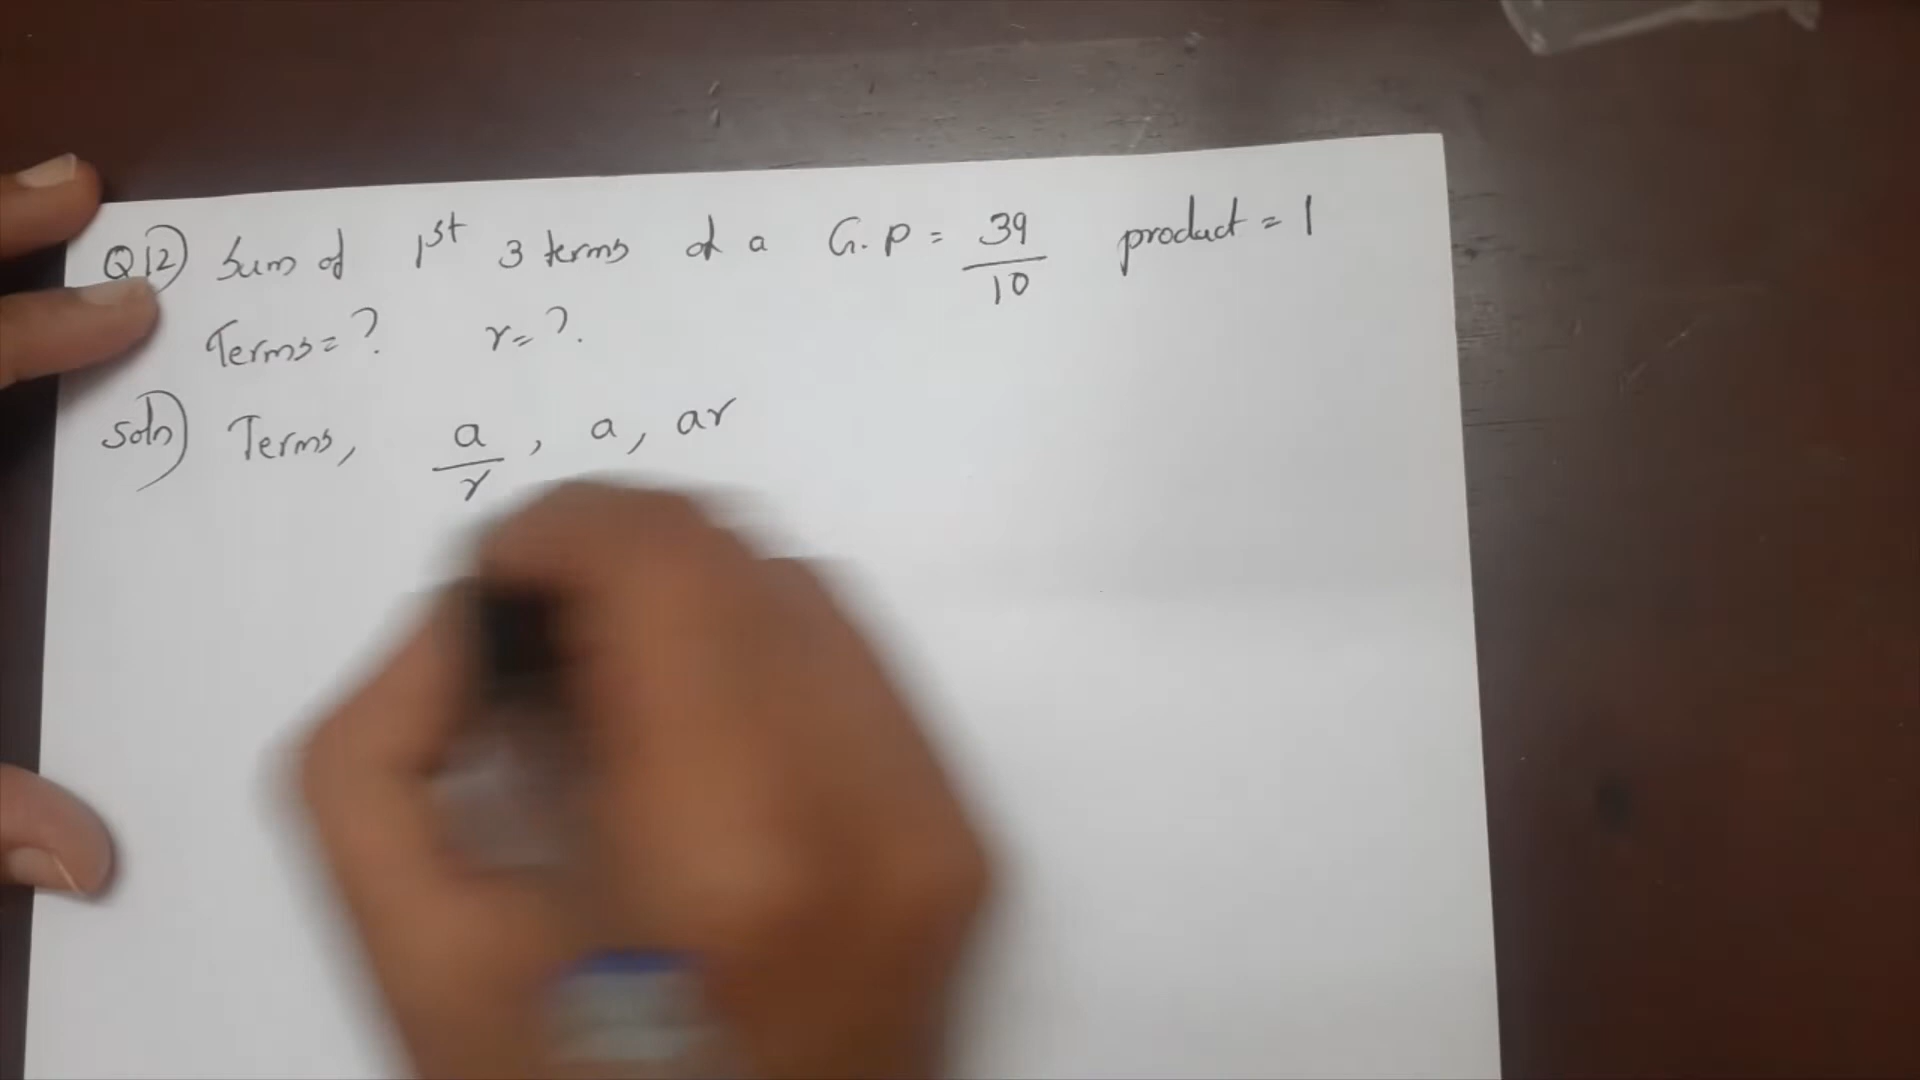 Q12) Sum of 1st 3 terms of a G.P = 39/10 product = 1
Terms = ? r = ?.
Soln) Terms, a/r, a, ar